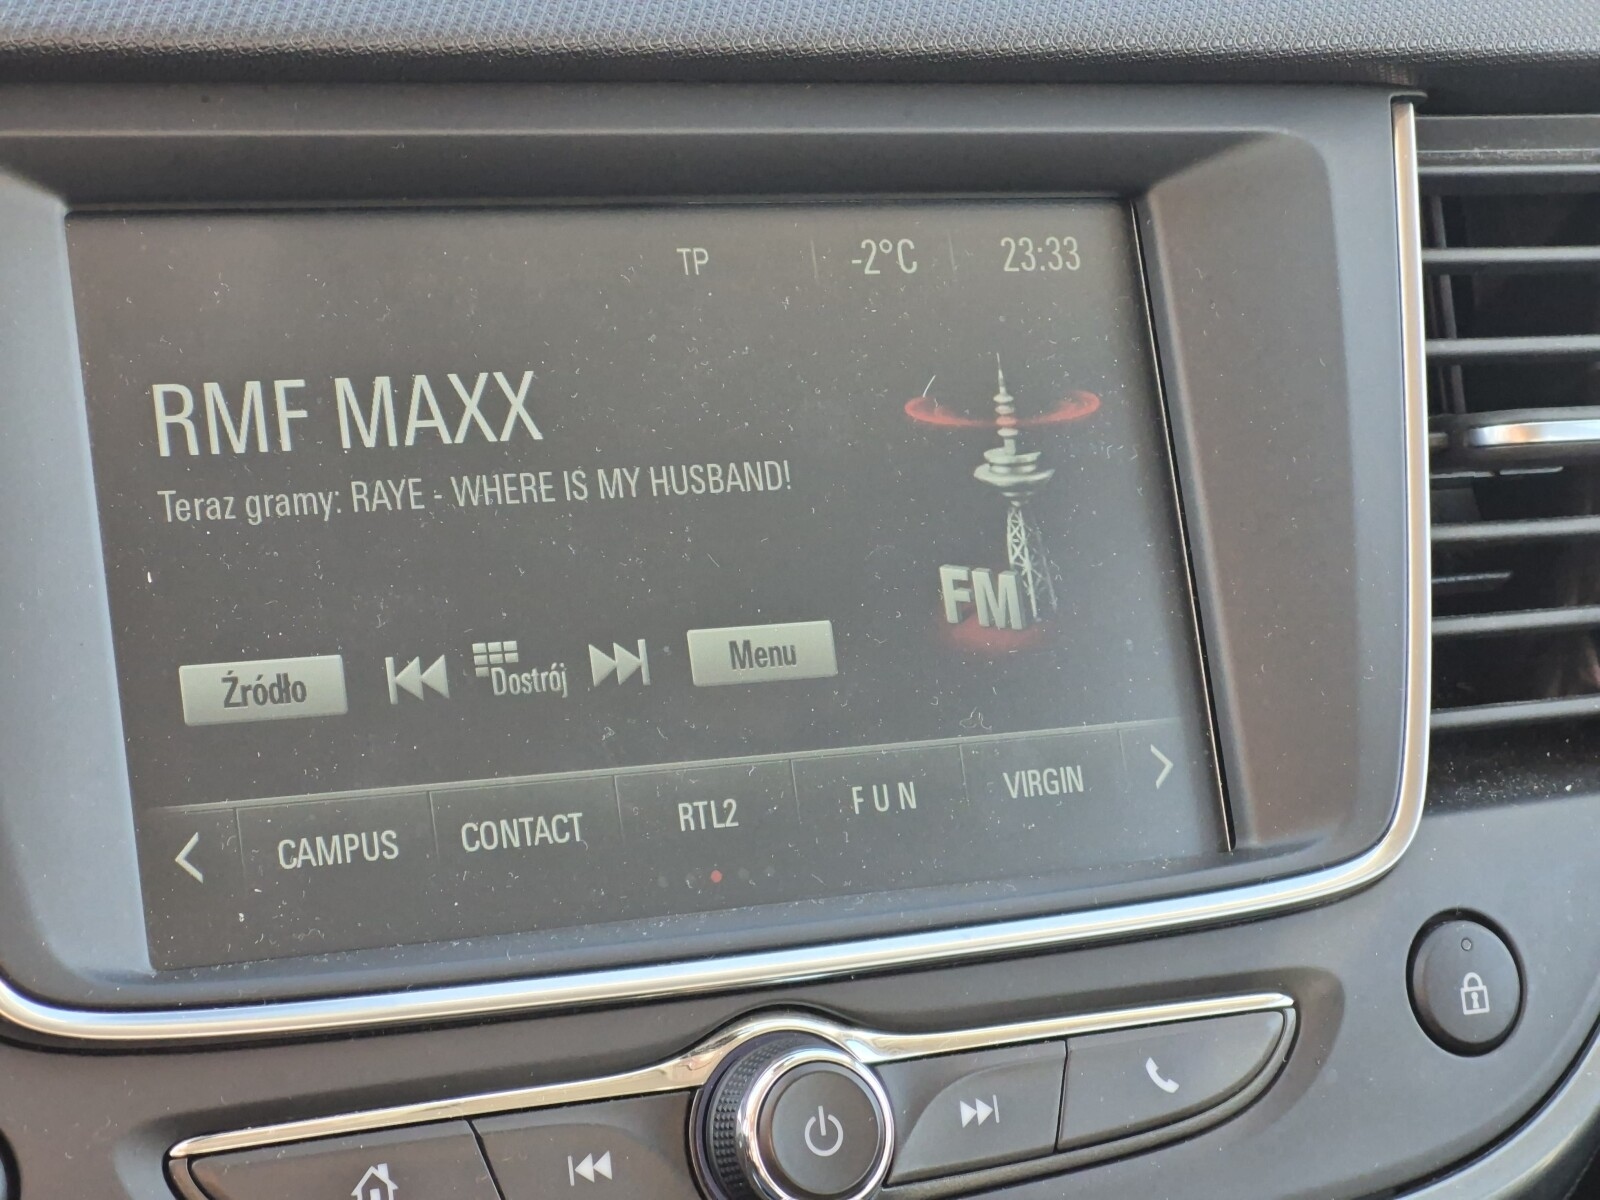 TP -2°C 23:33
RMF MAXX
Teraz gramy: RAYE - WHERE IS MY HUSBAND!
FM
Źródło Dostrój Menu
CAMPUS CONTACT RTL2 F U N VIRGIN